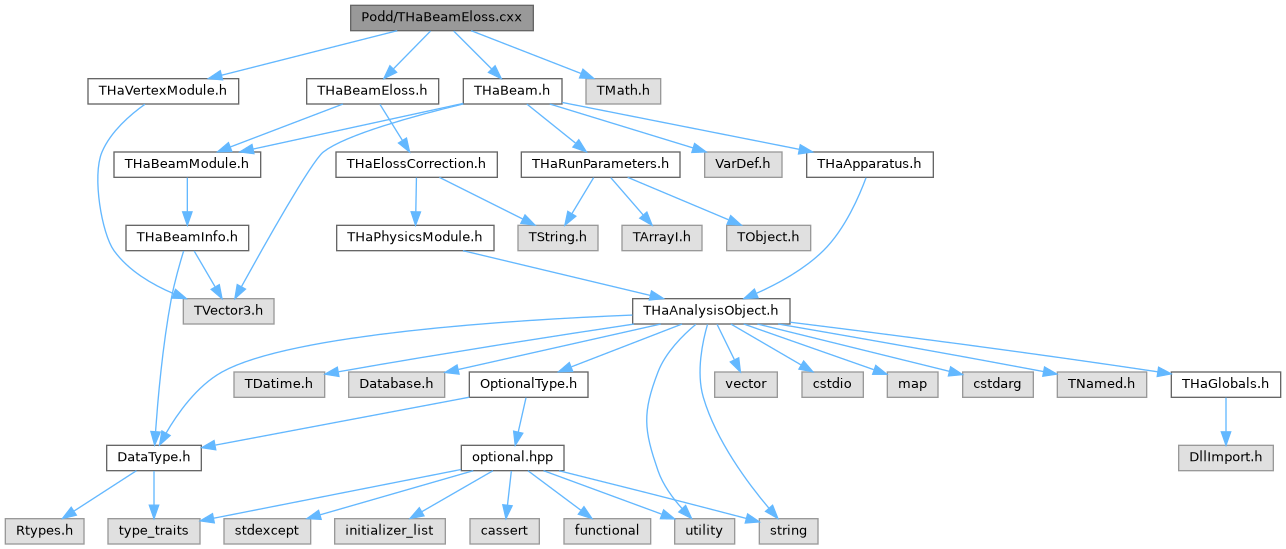 Podd/THaBeamEloss.cxx
THaVertexModule.h
THaBeamEloss.h
THaBeam.h
TMath.h
THaBeamModule.h
THaElossCorrection.h
THaRunParameters.h
VarDef.h
THaApparatus.h
THaBeamInfo.h
THaPhysicsModule.h
TString.h
TArrayI.h
TObject.h
TVector3.h
THaAnalysisObject.h
TDatime.h
Database.h
OptionalType.h
vector
cstdio
map
cstdarg
TNamed.h
THaGlobals.h
DataType.h
optional.hpp
DllImport.h
Rtypes.h
type_traits
stdexcept
initializer_list
cassert
functional
utility
string